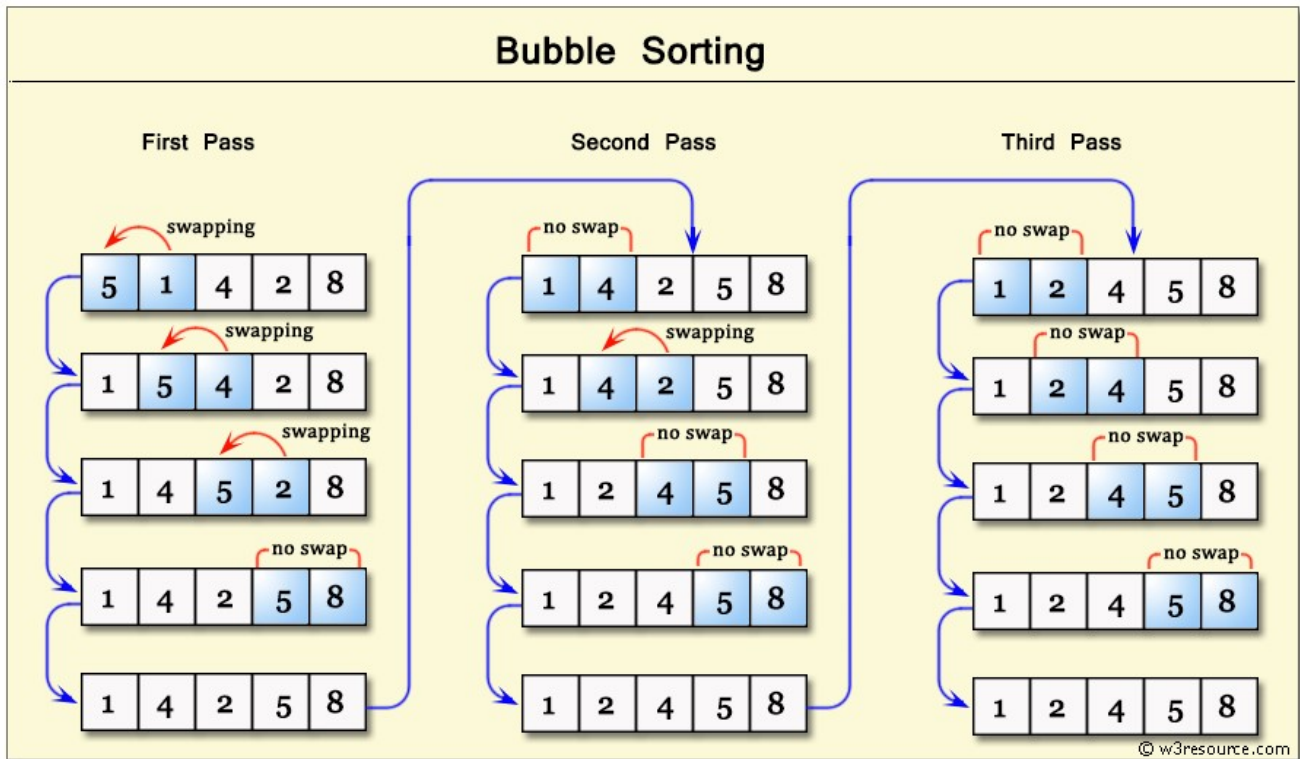 Bubble Sorting
First Pass
swapping
5 1 4 2 8
swapping
1 5 4 2 8
swapping
1 4 5 2 8
no swap
1 4 2 5 8
1 4 2 5 8
Second Pass
no swap
1 4 2 5 8
swapping
1 4 2 5 8
no swap
1 2 4 5 8
no swap
1 2 4 5 8
1 2 4 5 8
Third Pass
no swap
1 2 4 5 8
no swap
1 2 4 5 8
no swap
1 2 4 5 8
no swap
1 2 4 5 8
1 2 4 5 8
© w3resource.com